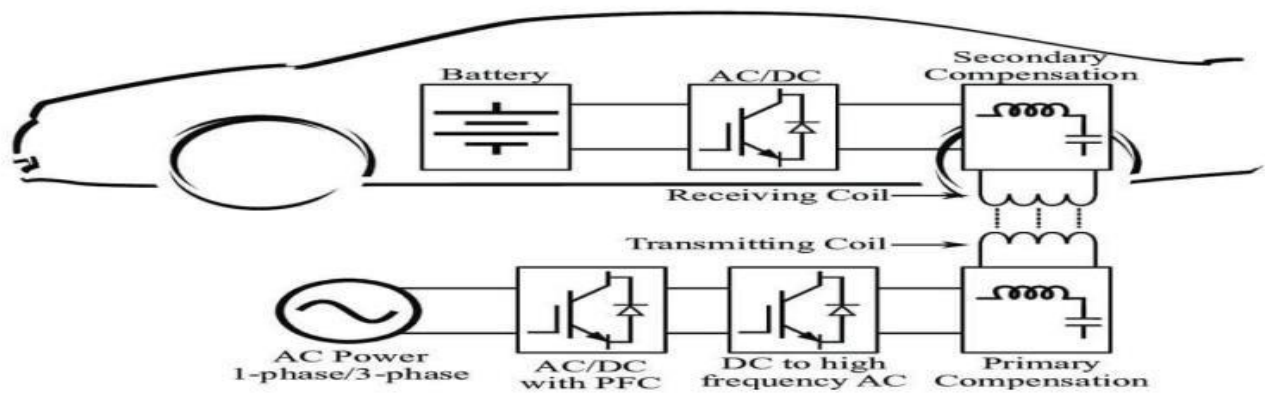 Battery
AC/DC
Secondary
Compensation
Receiving Coil
Transmitting Coil
AC Power
1-phase/3-phase
AC/DC
with PFC
DC to high
frequency AC
Primary
Compensation